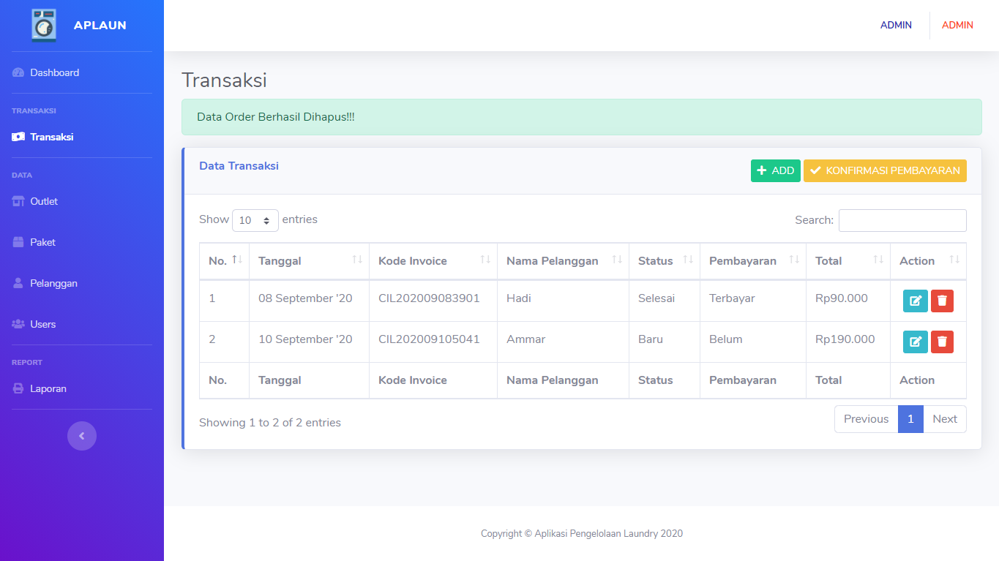 APLAUN
ADMIN ADMIN
Dashboard
TRANSAKSI
Transaksi
DATA
Outlet
Paket
Pelanggan
Users
REPORT
Laporan
Transaksi
Data Order Berhasil Dihapus!!!
Data Transaksi
ADD KONFIRMASI PEMBAYARAN
Show 10 entries Search:
No. Tanggal Kode Invoice Nama Pelanggan Status Pembayaran Total Action
1 08 September '20 CIL202009083901 Hadi Selesai Terbayar Rp90.000
2 10 September '20 CIL202009105041 Ammar Baru Belum Rp190.000
No. Tanggal Kode Invoice Nama Pelanggan Status Pembayaran Total Action
Showing 1 to 2 of 2 entries Previous 1 Next
Copyright © Aplikasi Pengelolaan Laundry 2020